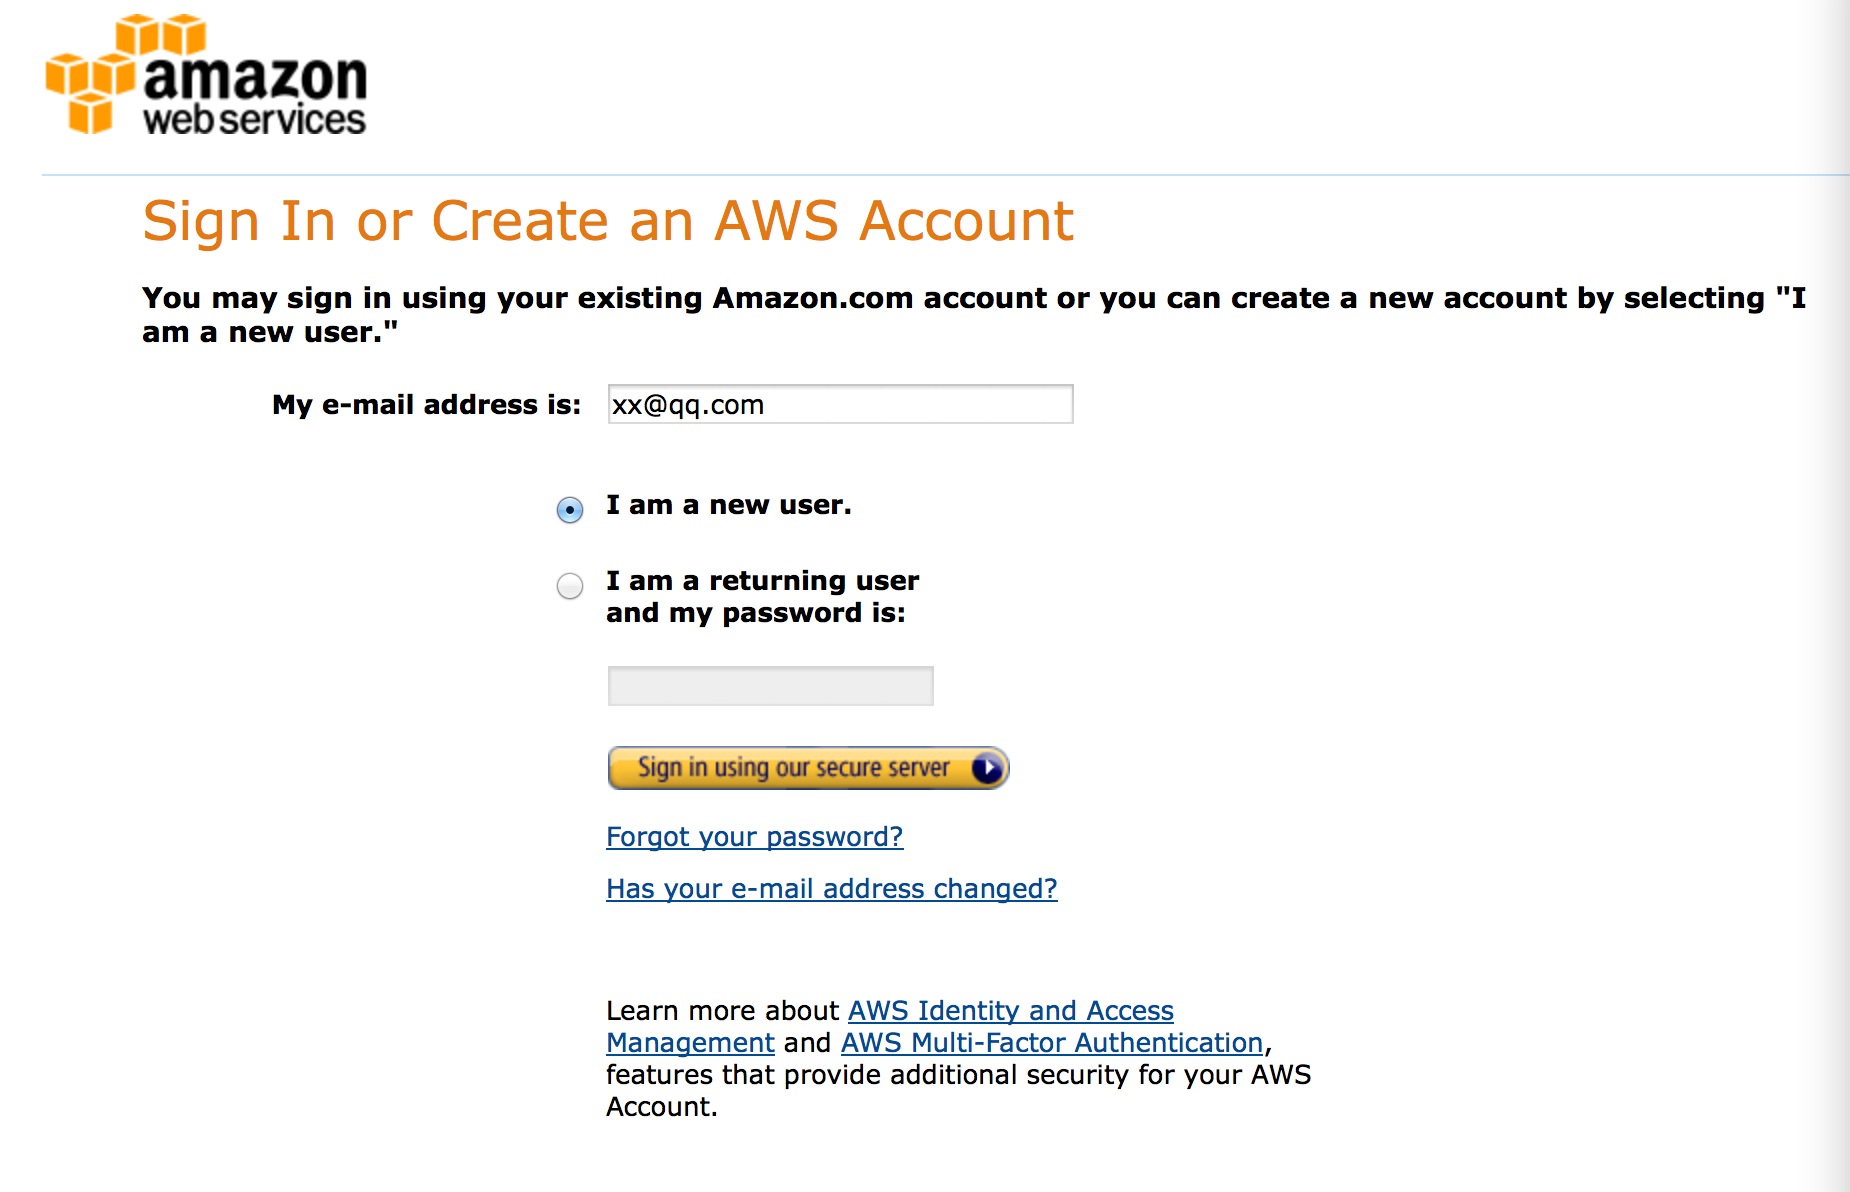 amazon
web services
Sign In or Create an AWS Account
You may sign in using your existing Amazon.com account or you can create a new account by selecting "I
am a new user."
My e-mail address is: xx@qq.com
I am a new user.
I am a returning user
and my password is:
Sign in using our secure server
Forgot your password?
Has your e-mail address changed?
Learn more about AWS Identity and Access
Management and AWS Multi-Factor Authentication,
features that provide additional security for your AWS
Account.